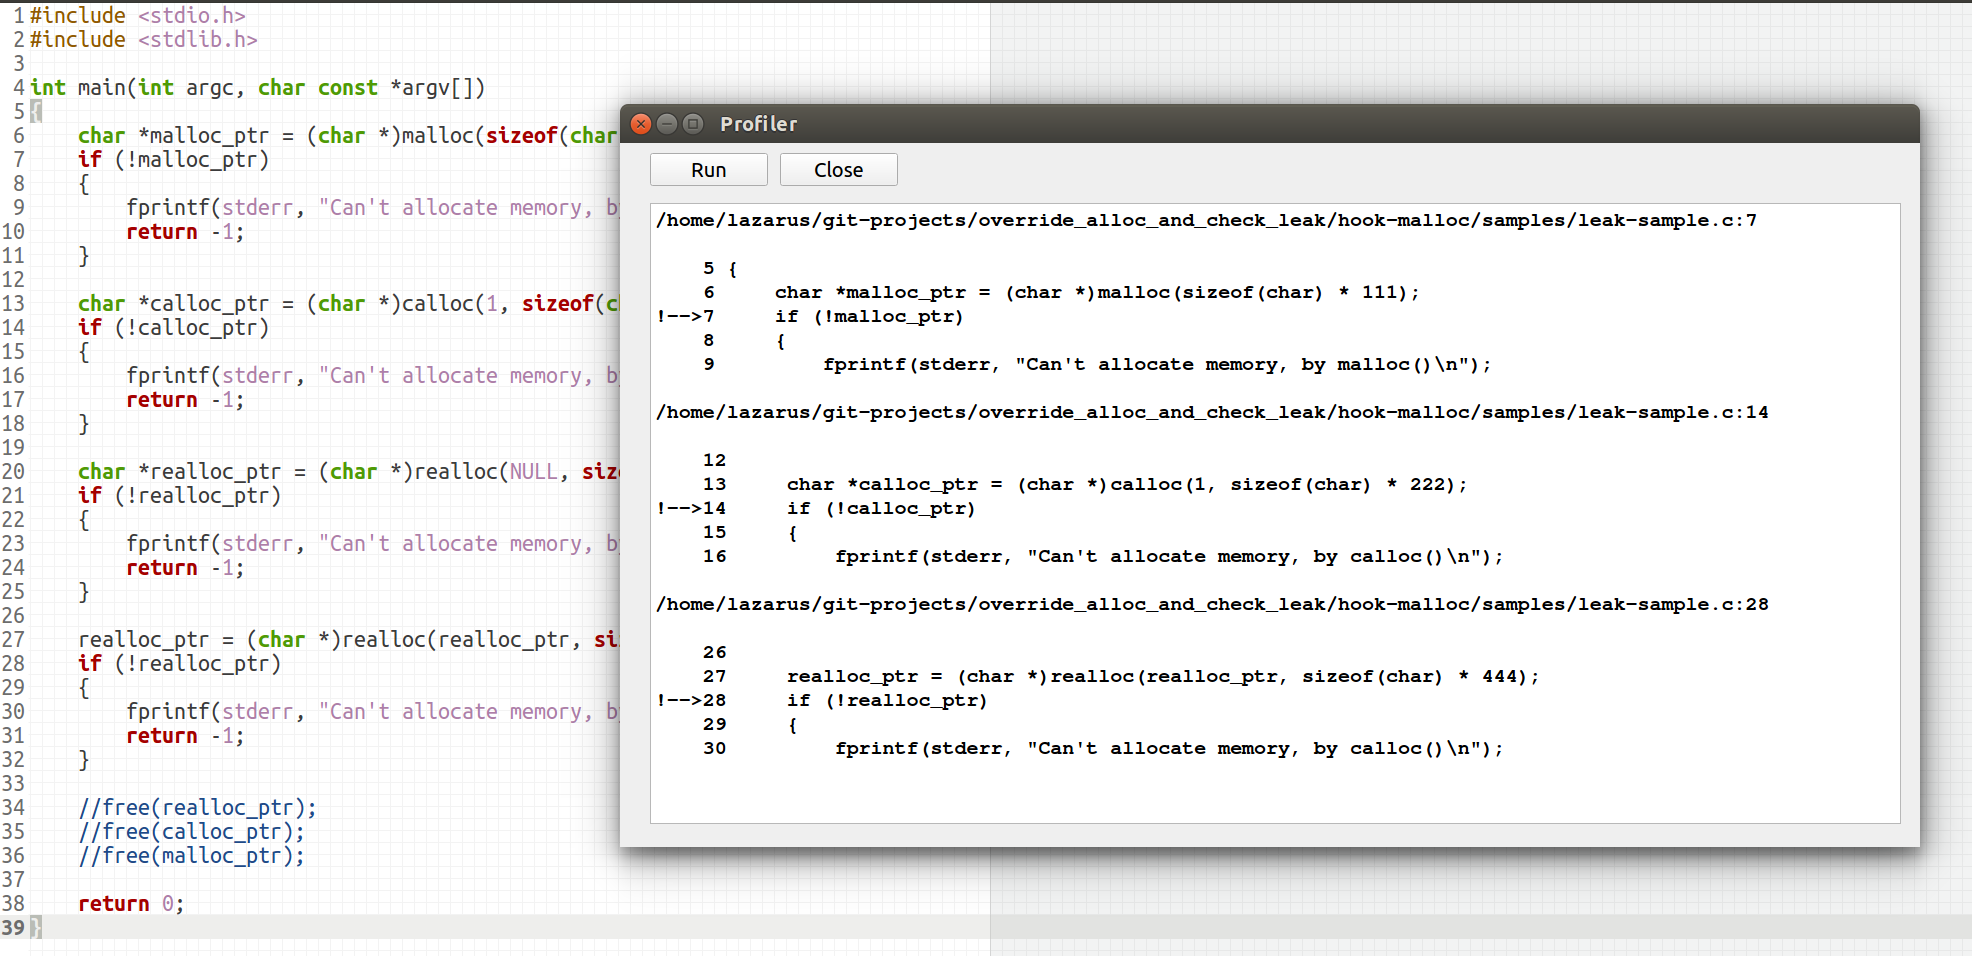 1 #include <stdio.h>
2 #include <stdlib.h>
3
4 int main(int argc, char const *argv[])
5 {
6     char *malloc_ptr = (char *)malloc(sizeof(char
7     if (!malloc_ptr)
8     {
9         fprintf(stderr, "Can't allocate memory, b
10         return -1;
11     }
12
13     char *calloc_ptr = (char *)calloc(1, sizeof(c
14     if (!calloc_ptr)
15     {
16         fprintf(stderr, "Can't allocate memory, b
17         return -1;
18     }
19
20     char *realloc_ptr = (char *)realloc(NULL, siz
21     if (!realloc_ptr)
22     {
23         fprintf(stderr, "Can't allocate memory, b
24         return -1;
25     }
26
27     realloc_ptr = (char *)realloc(realloc_ptr, si
28     if (!realloc_ptr)
29     {
30         fprintf(stderr, "Can't allocate memory, b
31         return -1;
32     }
33
34     //free(realloc_ptr);
35     //free(calloc_ptr);
36     //free(malloc_ptr);
37
38     return 0;
39 }
Profiler
Run Close
/home/lazarus/git-projects/override_alloc_and_check_leak/hook-malloc/samples/leak-sample.c:7
5 {
6     char *malloc_ptr = (char *)malloc(sizeof(char) * 111);
!-->7     if (!malloc_ptr)
8     {
9         fprintf(stderr, "Can't allocate memory, by malloc()\n");
/home/lazarus/git-projects/override_alloc_and_check_leak/hook-malloc/samples/leak-sample.c:14
12
13     char *calloc_ptr = (char *)calloc(1, sizeof(char) * 222);
!-->14     if (!calloc_ptr)
15     {
16         fprintf(stderr, "Can't allocate memory, by calloc()\n");
/home/lazarus/git-projects/override_alloc_and_check_leak/hook-malloc/samples/leak-sample.c:28
26
27     realloc_ptr = (char *)realloc(realloc_ptr, sizeof(char) * 444);
!-->28     if (!realloc_ptr)
29     {
30         fprintf(stderr, "Can't allocate memory, by calloc()\n");